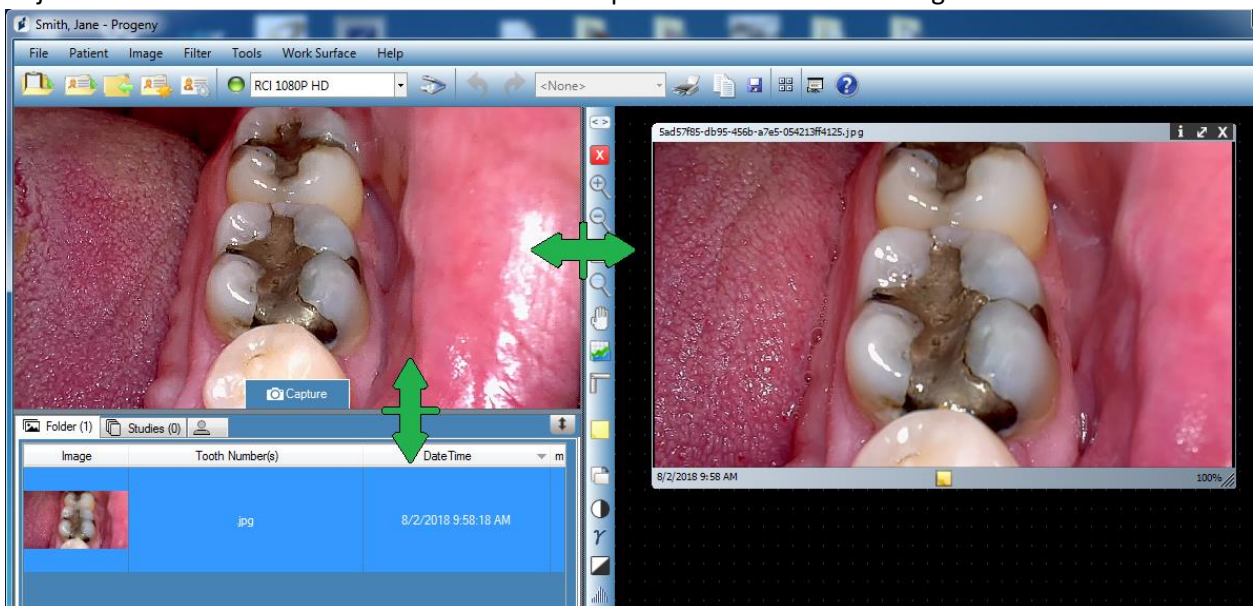 Smith, Jane - Progeny
File Patient Image Filter Tools Work Surface Help
RCI 1080P HD
<None>
5ad57f85-db95-456b-a7e5-054213ff4125.jpg
Capture
Folder (1) Studies (0)
Image Tooth Number(s) DateTime m
jpg 8/2/2018 9:58:18 AM
8/2/2018 9:58 AM 100%